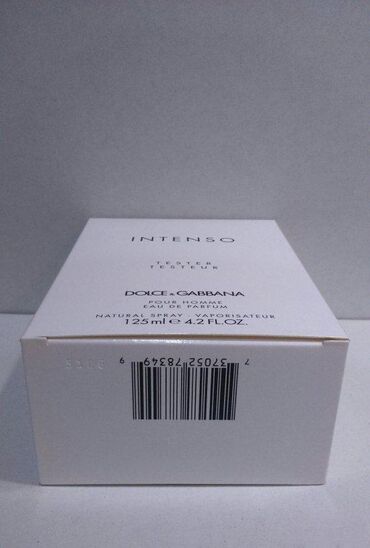 INTENSO
TESTER
TESTEUR
DOLCE & GABBANA
POUR HOMME
EAU DE PARFUM
NATURAL SPRAY - VAPORISATEUR
125 ml e 4.2 FL.OZ.
7 37052 78349 9